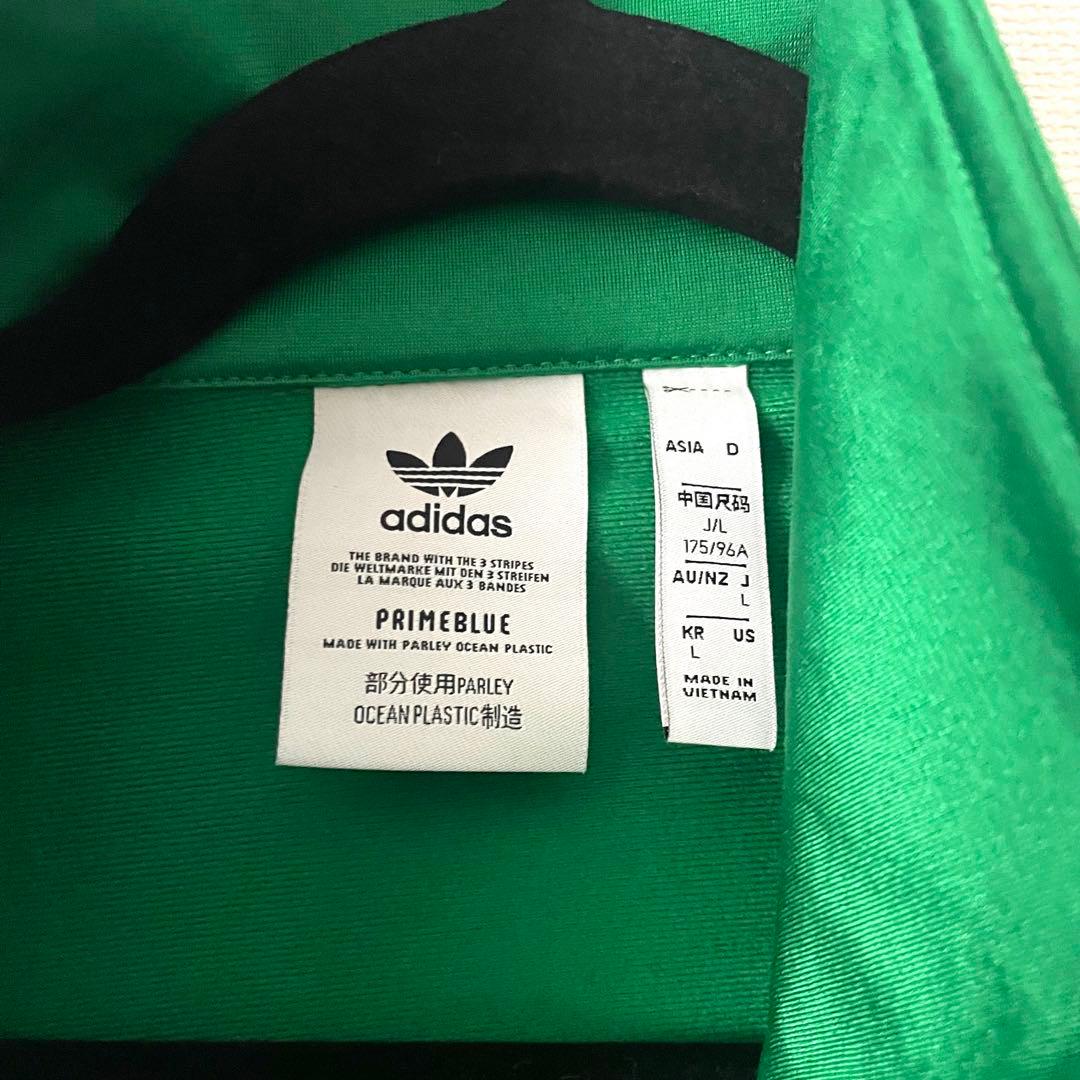 adidas
THE BRAND WITH THE 3 STRIPES
DIE WELTMARKE MIT DEN 3 STREIFEN
LA MARQUE AUX 3 BANDES
PRIMEBLUE
MADE WITH PARLEY OCEAN PLASTIC
部分使用PARLEY
OCEAN PLASTIC制造
ASIA D
中国尺码
J/L
175/96A
AU/NZ J
L
KR US
L
MADE IN
VIETNAM